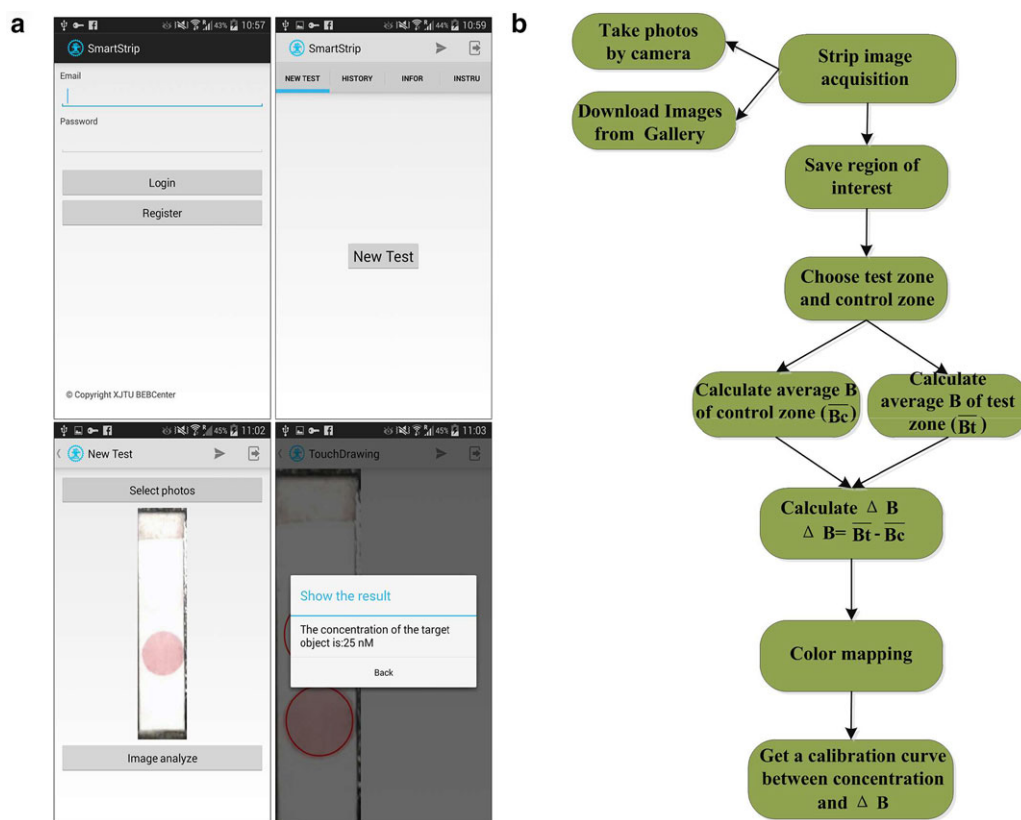 a
43% 10:57
SmartStrip
Email
Password
Login
Register
© Copyright XJTU BEBCenter
44% 10:59
SmartStrip
NEW TEST HISTORY INFOR INSTRU
New Test
45% 11:02
New Test
Select photos
Image analyze
45% 11:03
TouchDrawing
Show the result
The concentration of the target
object is:25 nM
Back
b
Take photos
by camera
Strip image
acquisition
Download Images
from Gallery
Save region of
interest
Choose test zone
and control zone
Calculate average B
of control zone (B̅c̅)
Calculate
average B of test
zone (B̅t̅)
Calculate △ B
△ B= B̅t̅ - B̅c̅
Color mapping
Get a calibration curve
between concentration
and △ B